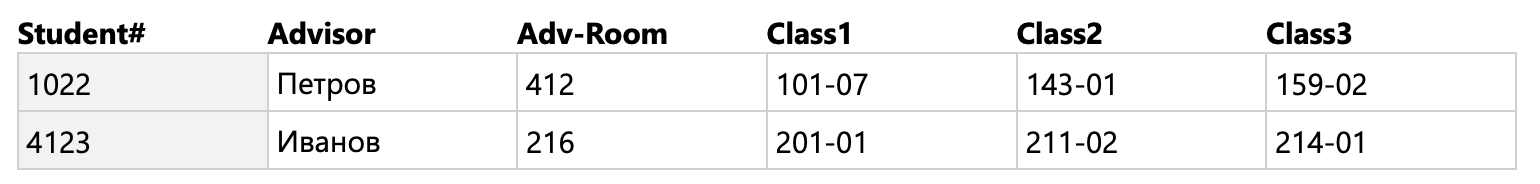 Student# Advisor Adv-Room Class1 Class2 Class3
1022 Петров 412 101-07 143-01 159-02
4123 Иванов 216 201-01 211-02 214-01